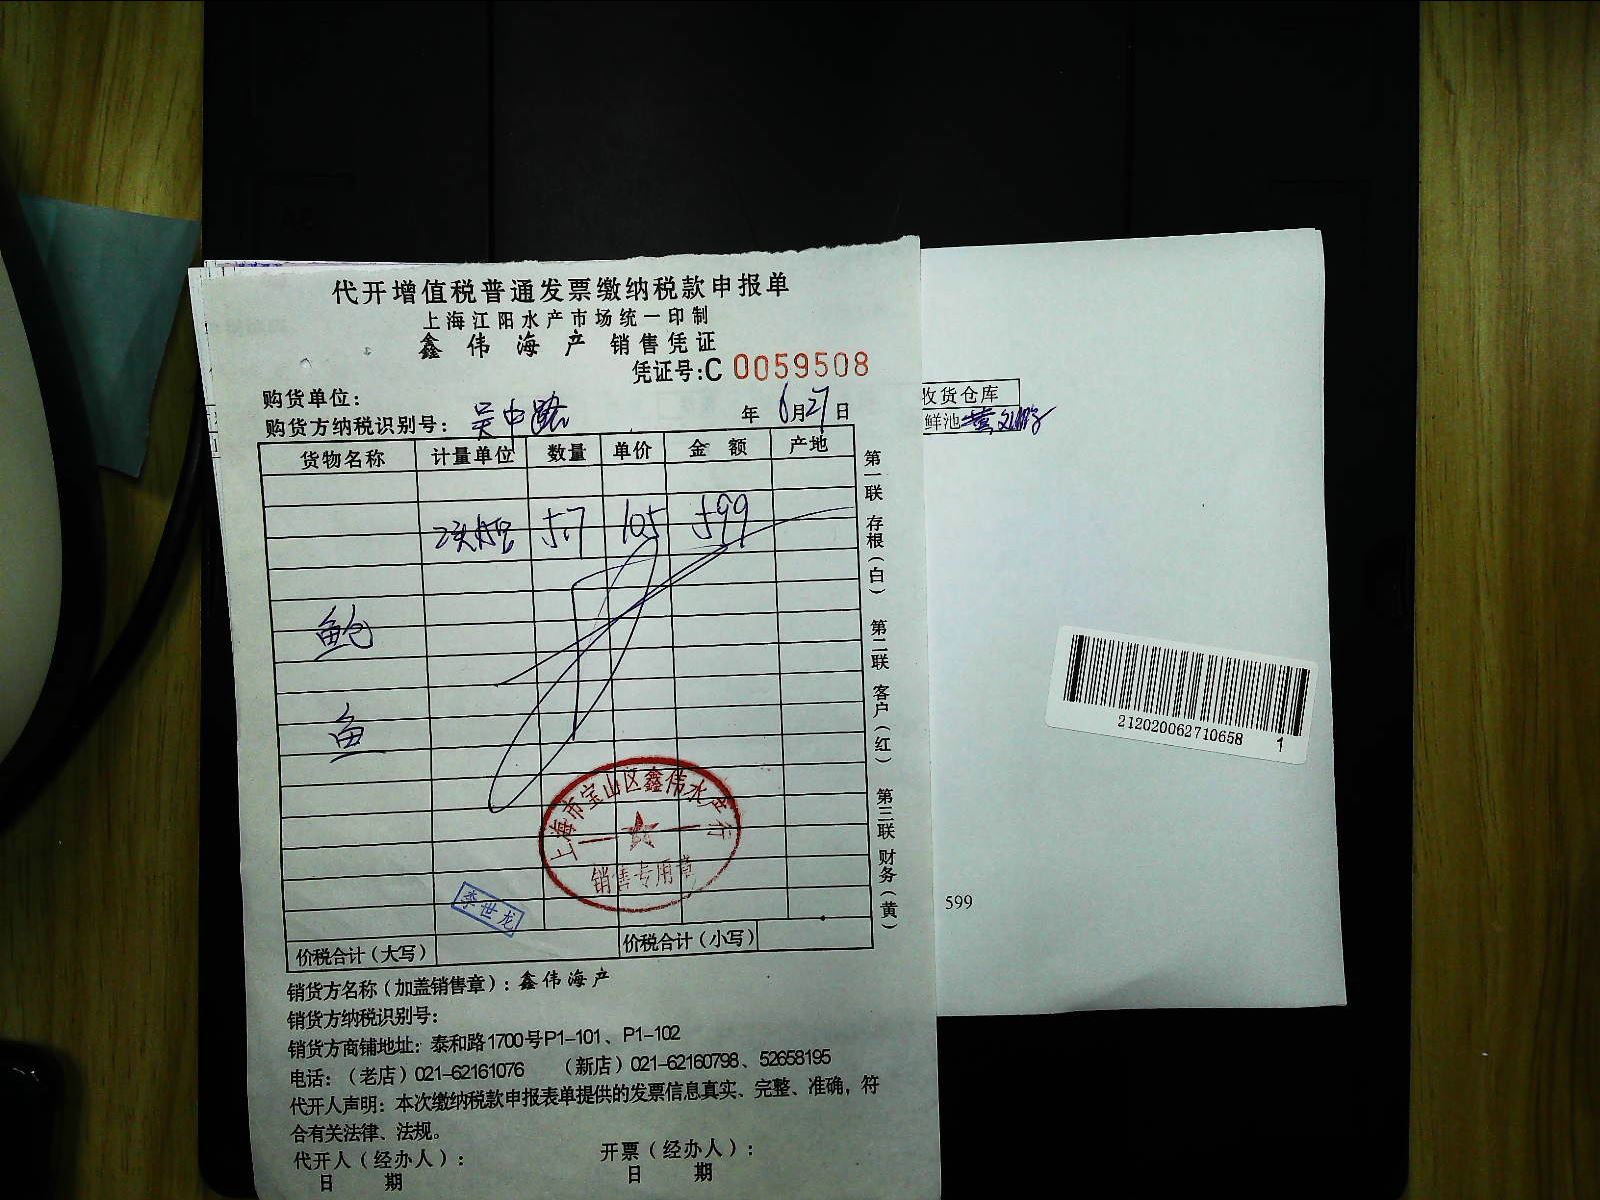 代开增值税普通发票缴纳税款申报单
上海江阳水产市场统一印制
鑫伟海产 销售凭证
凭证号:C 0059508
购货单位:
购货方纳税识别号: 吴中路 年 6月27日
货物名称 计量单位 数量 单价 金额 产地
5.7 105 599
鲍
鱼
上海市宝山区鑫伟水产行
销售专用章
李世龙
价税合计(大写) 价税合计(小写)
第一联 存根(白) 第二联 客户(红) 第三联 财务(黄)
销货方名称(加盖销售章):鑫伟海产
销货方纳税识别号:
销货方商铺地址:泰和路1700号P1-101、P1-102
电话:(老店)021-62161076 (新店)021-62160798、52658195
代开人声明:本次缴纳税款申报表单提供的发票信息真实、完整、准确,符
合有关法律、法规。
代开人(经办人): 开票(经办人):
日 期 日 期
收货仓库
鲜池
212020062710658 1
599